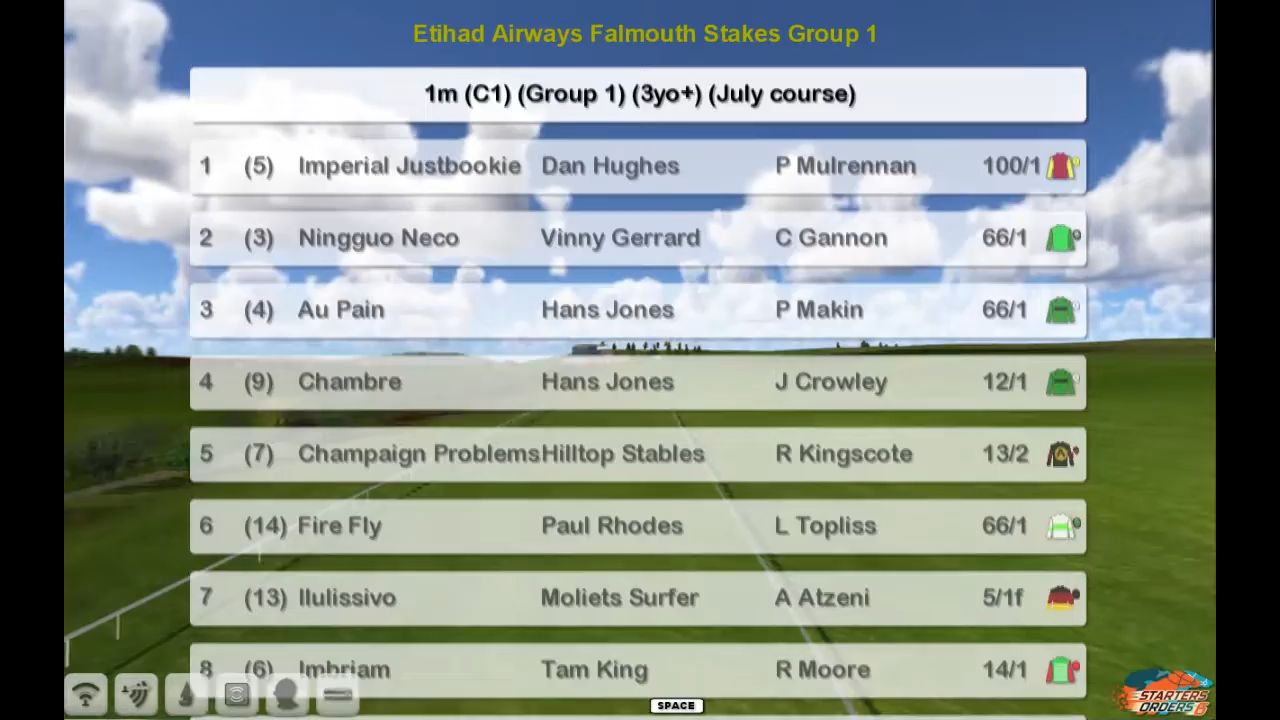 Etihad Airways Falmouth Stakes Group 1
1m (C1) (Group 1) (3yo+) (July course)
1 (5) Imperial Justbookie Dan Hughes P Mulrennan 100/1
2 (3) Ningguo Neco Vinny Gerrard C Gannon 66/1
3 (4) Au Pain Hans Jones P Makin 66/1
4 (9) Chambre Hans Jones J Crowley 12/1
5 (7) Champaign Problems Hilltop Stables R Kingscote 13/2
6 (14) Fire Fly Paul Rhodes L Topliss 66/1
7 (13) Ilulissivo Moliets Surfer A Atzeni 5/1f
8 (6) Imbriam Tam King R Moore 14/1
SPACE
STARTERS
ORDERS 6